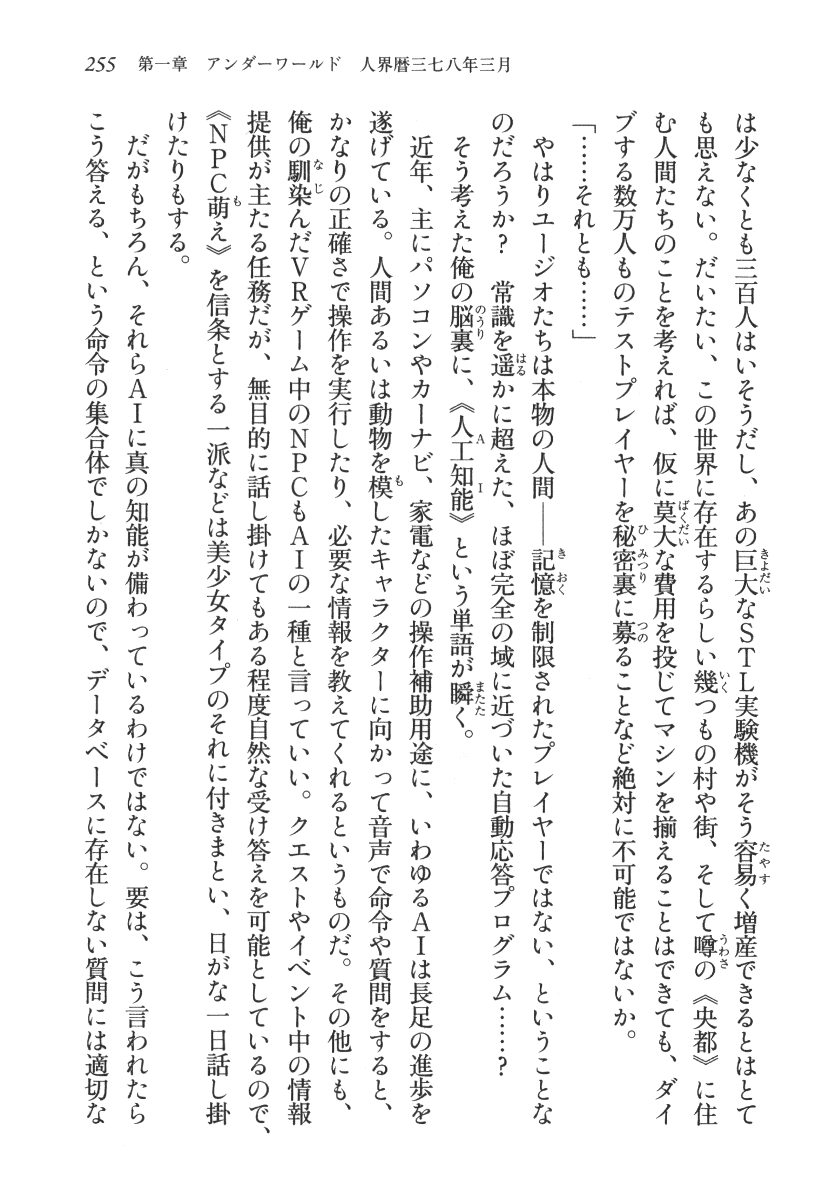 255　第一章　アンダーワールド　人界暦三七八年三月
は少なくとも三百人はいそうだし、あの巨大なＳＴＬ実験機がそう容易く増産できるとはとて
も思えない。だいたい、この世界に存在するらしい幾つもの村や街、そして噂の《央都》に住
む人間たちのことを考えれば、仮に莫大な費用を投じてマシンを揃えることはできても、ダイ
ブする数万人ものテストプレイヤーを秘密裏に募ることなど絶対に不可能ではないか。
「……それとも……」
　やはりユージオたちは本物の人間――記憶を制限されたプレイヤーではない、ということな
のだろうか？　常識を遥かに超えた、ほぼ完全の域に近づいた自動応答プログラム……？
　そう考えた俺の脳裏に、《人工知能》という単語が瞬く。
　近年、主にパソコンやカーナビ、家電などの操作補助用途に、いわゆるＡＩは長足の進歩を
遂げている。人間あるいは動物を模したキャラクターに向かって音声で命令や質問をすると、
かなりの正確さで操作を実行したり、必要な情報を教えてくれるというものだ。その他にも、
俺の馴染んだＶＲゲーム中のＮＰＣもＡＩの一種と言っていい。クエストやイベント中の情報
提供が主たる任務だが、無目的に話し掛けてもある程度自然な受け答えを可能としているので、
《ＮＰＣ萌え》を信条とする一派などは美少女タイプのそれに付きまとい、日がな一日話し掛
けたりもする。
　だがもちろん、それらＡＩに真の知能が備わっているわけではない。要は、こう言われたら
こう答える、という命令の集合体でしかないので、データベースに存在しない質問には適切な